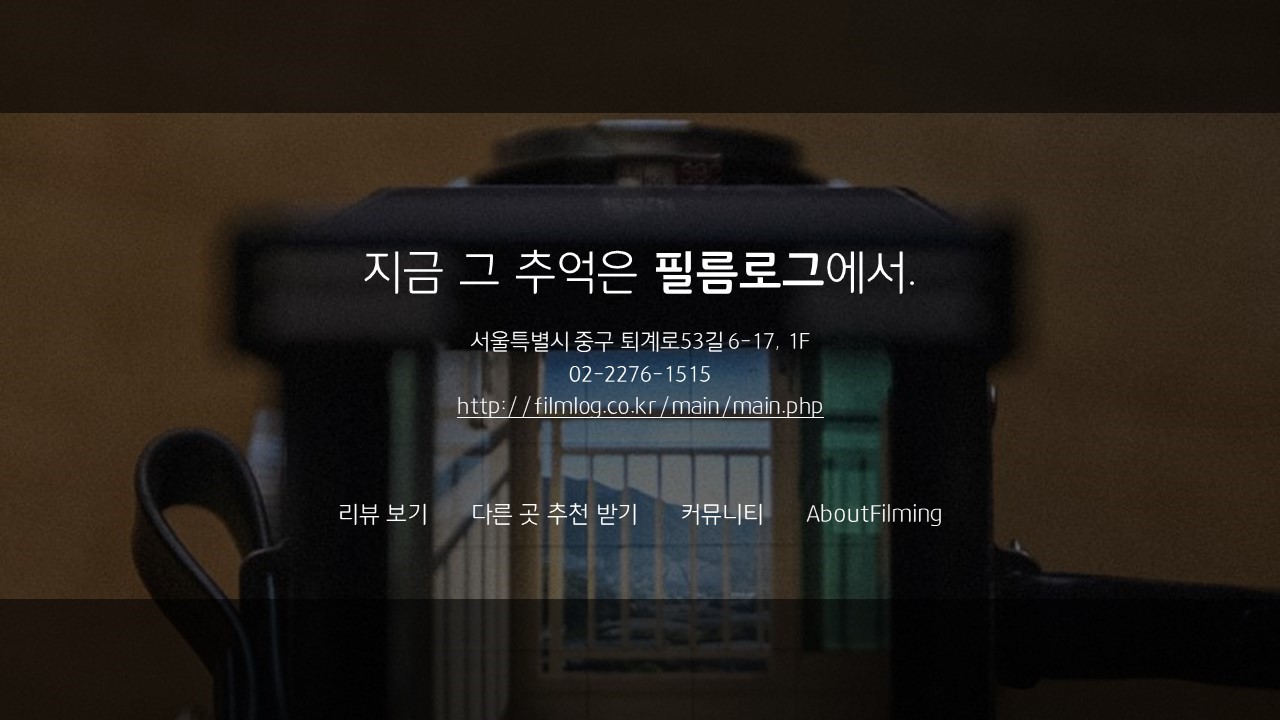 지금 그 추억은 필름로그에서.
서울특별시 중구 퇴계로53길 6-17, 1F
02-2276-1515
http://filmlog.co.kr/main/main.php
리뷰 보기 다른 곳 추천 받기 커뮤니티 AboutFilming